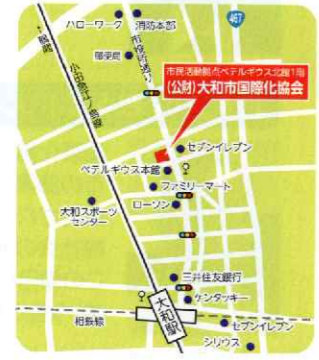 ハローワーク
消防本部
467
↑鶴間
郵便局
市役所通り
小田急江ノ島線
市民活動拠点ベテルギウス北館1階
(公財)大和市国際化協会
セブンイレブン
ベテルギウス本館
ファミリーマート
大和スポーツ
センター
ローソン
三井住友銀行
ケンタッキー
大和駅
相鉄線
セブンイレブン
シリウス